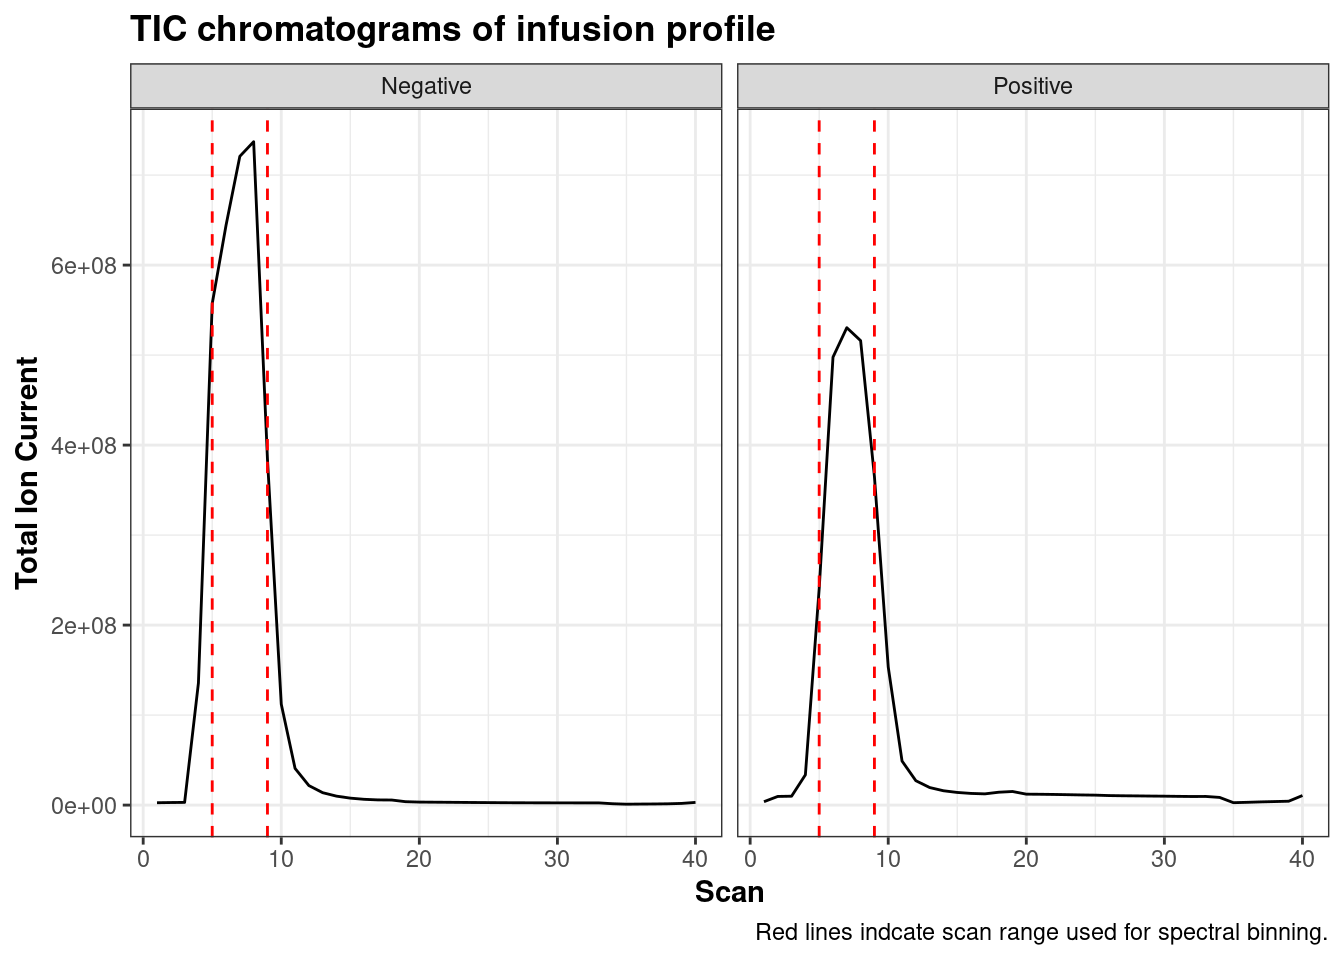 TIC chromatograms of infusion profile
Negative
Positive
Total Ion Current
6e+08
4e+08
2e+08
0e+00
0 10 20 30 40
0 10 20 30 40
Scan
Red lines indcate scan range used for spectral binning.